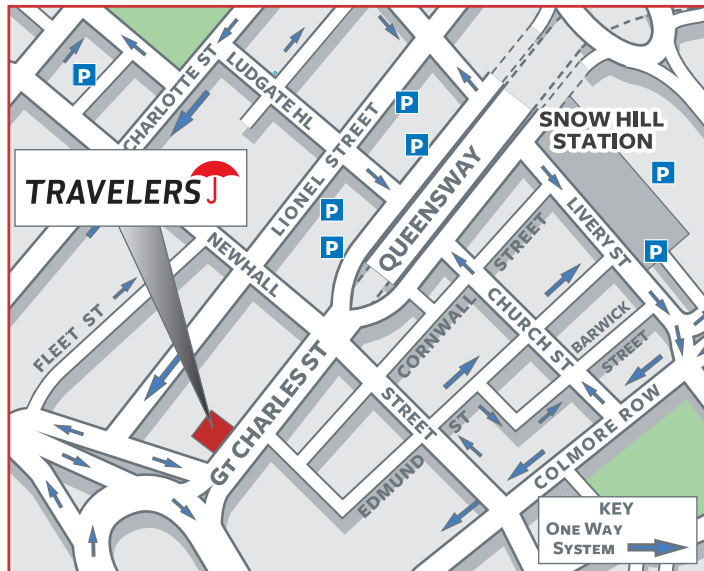 P
CHARLOTTE ST
LUDGATE HL
P
P
SNOW HILL
STATION
P
TRAVELERS
LIONEL STREET
P
P
QUEENSWAY
LIVERY ST
P
NEWHALL
STREET
CHURCH ST
CORNWALL
STREET
BARWICK
STREET
FLEET ST
GT CHARLES ST
EDMUND
ST
COLMORE ROW
KEY
ONE WAY
SYSTEM